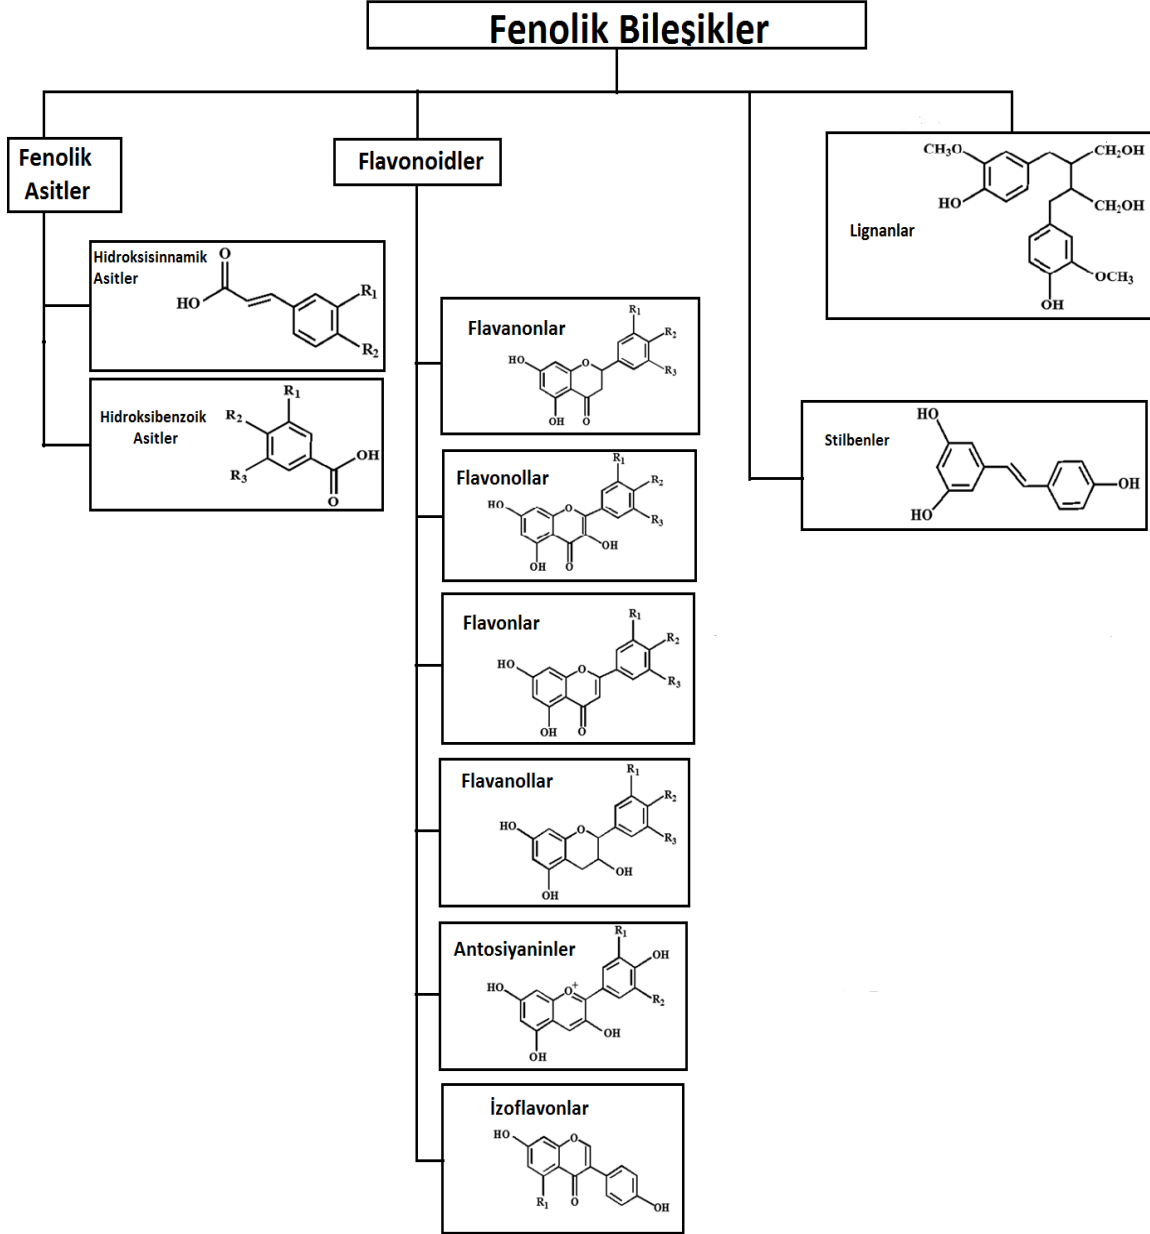 Fenolik Bileşikler
Fenolik
Asitler
Hidroksisinnamik
Asitler
O
HO
R1
R2
Hidroksibenzoik
Asitler
R1
R2
R3
OH
O
Flavonoidler
Flavanonlar
R1
R2
R3
HO
O
OH
O
Flavonollar
R1
R2
R3
HO
O
OH
OH
O
Flavonlar
R1
R2
R3
HO
O
OH
O
Flavanollar
R1
R2
R3
HO
O
OH
OH
Antosiyaninler
R1
OH
R2
HO
O+
OH
OH
İzoflavonlar
HO
O
R1
O
OH
Lignanlar
CH3O
CH2OH
HO
CH2OH
OCH3
OH
Stilbenler
HO
OH
HO